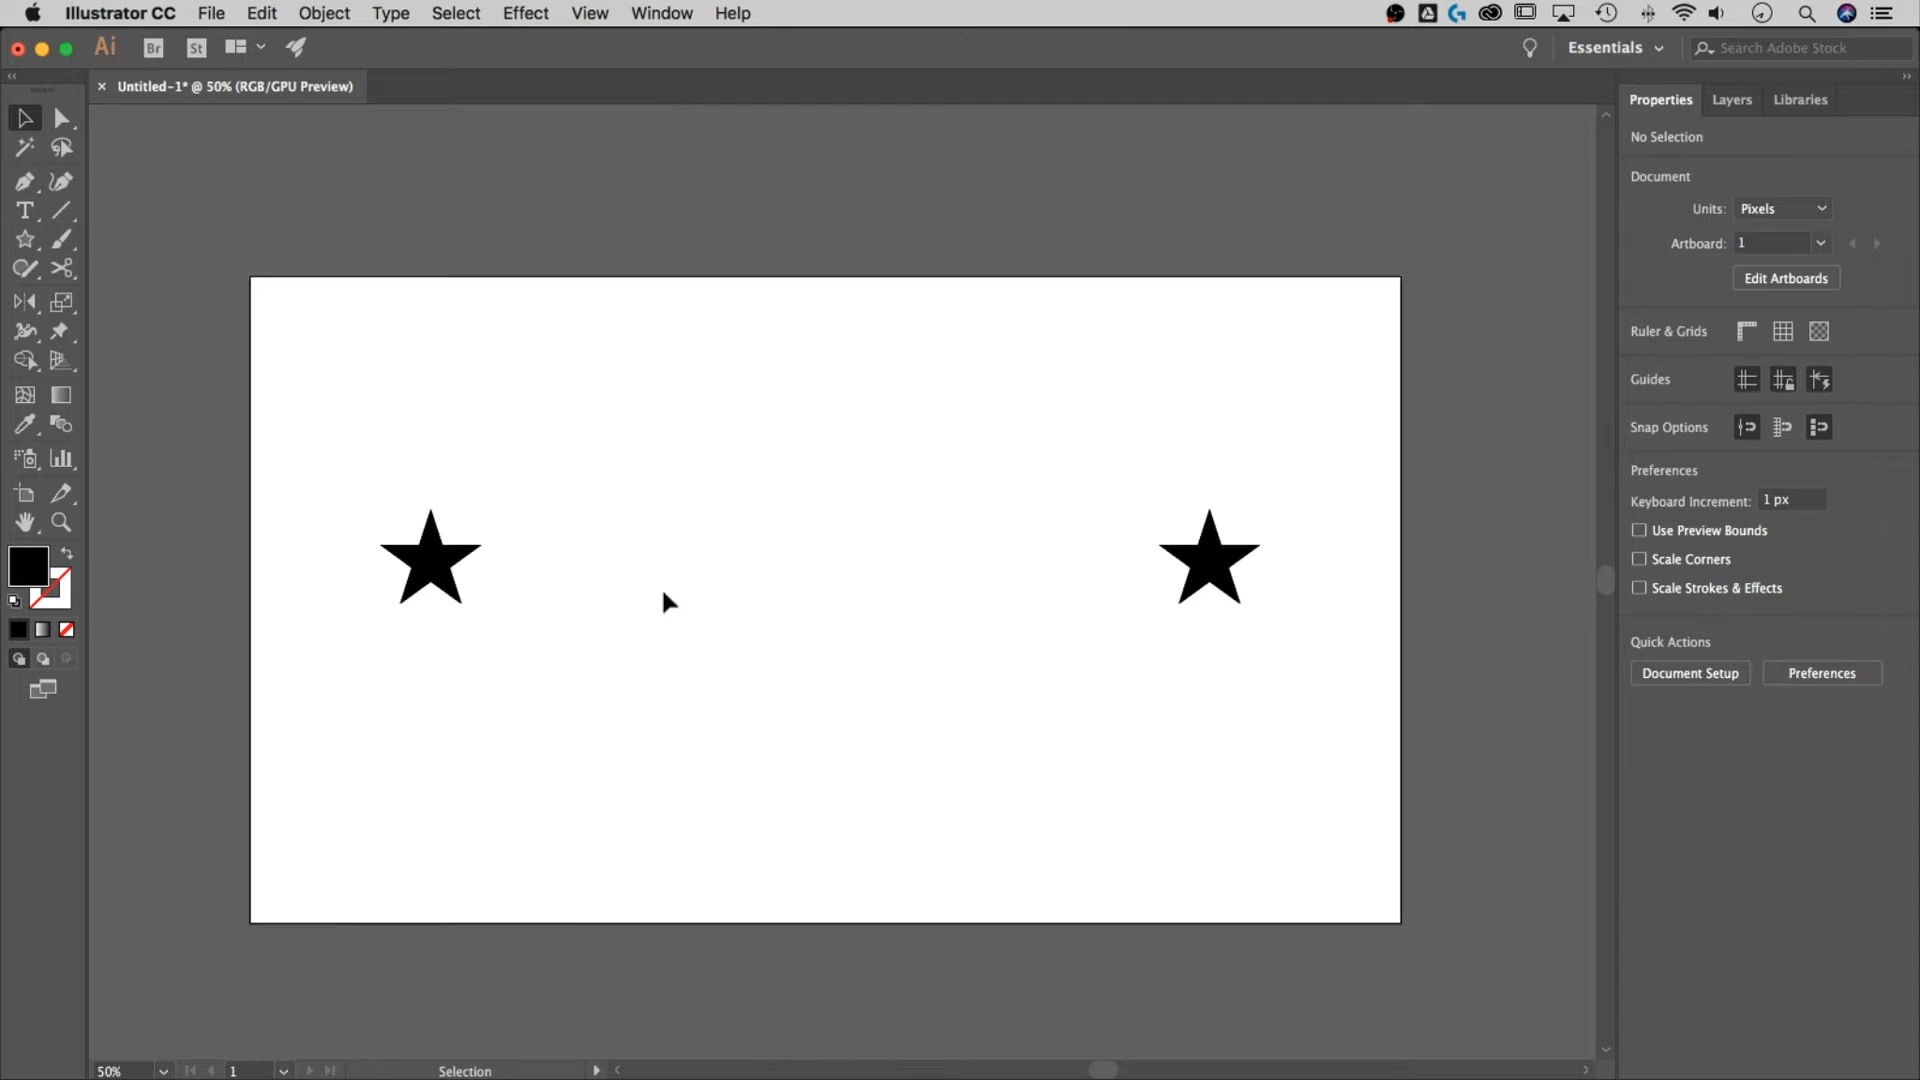 Illustrator CC File Edit Object Type Select Effect View Window Help
Ai Br St Essentials Search Adobe Stock
Untitled-1* @ 50% (RGB/GPU Preview)
Properties Layers Libraries
No Selection
Document
Units: Pixels
Artboard: 1
Edit Artboards
Ruler & Grids
Guides
Snap Options
Preferences
Keyboard Increment: 1 px
Use Preview Bounds
Scale Corners
Scale Strokes & Effects
Quick Actions
Document Setup Preferences
50% 1 Selection